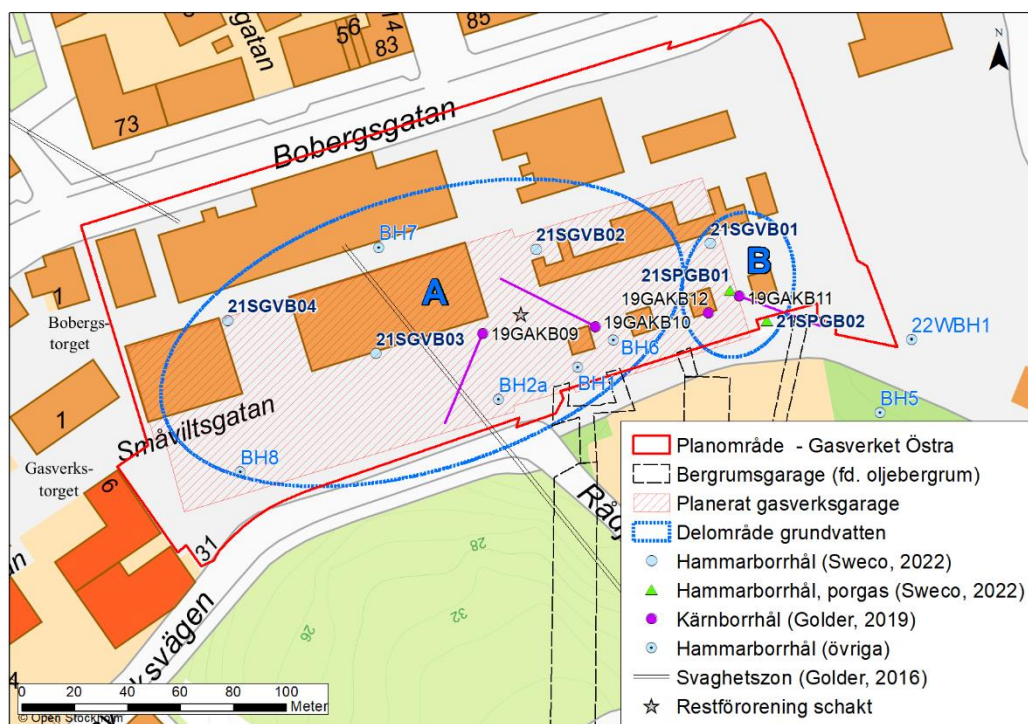 56
14
83
85
73
gatan
N
Bobergsgatan
BH7
21SGVB02
21SGVB01
A
B
21SPGB01
1
Bobergs-
torget
21SGVB04
19GAKB12
19GAKB11
19GAKB09
19GAKB10
21SPGB02
21SGVB03
BH6
22WBH1
BH1
BH2a
BH5
1
Småviltsgatan
Gasverks-
torget
BH8
6
31
Råg
28
32
26
ksvägen
Planområde - Gasverket Östra
Bergrumsgarage (fd. oljebergrum)
Planerat gasverksgarage
Delområde grundvatten
Hammarborrhål (Sweco, 2022)
Hammarborrhål, porgas (Sweco, 2022)
Kärnborrhål (Golder, 2019)
Hammarborrhål (övriga)
Svaghetszon (Golder, 2016)
Restförorening schakt
0 20 40 60 80 100
Meter
© Open Stockholm